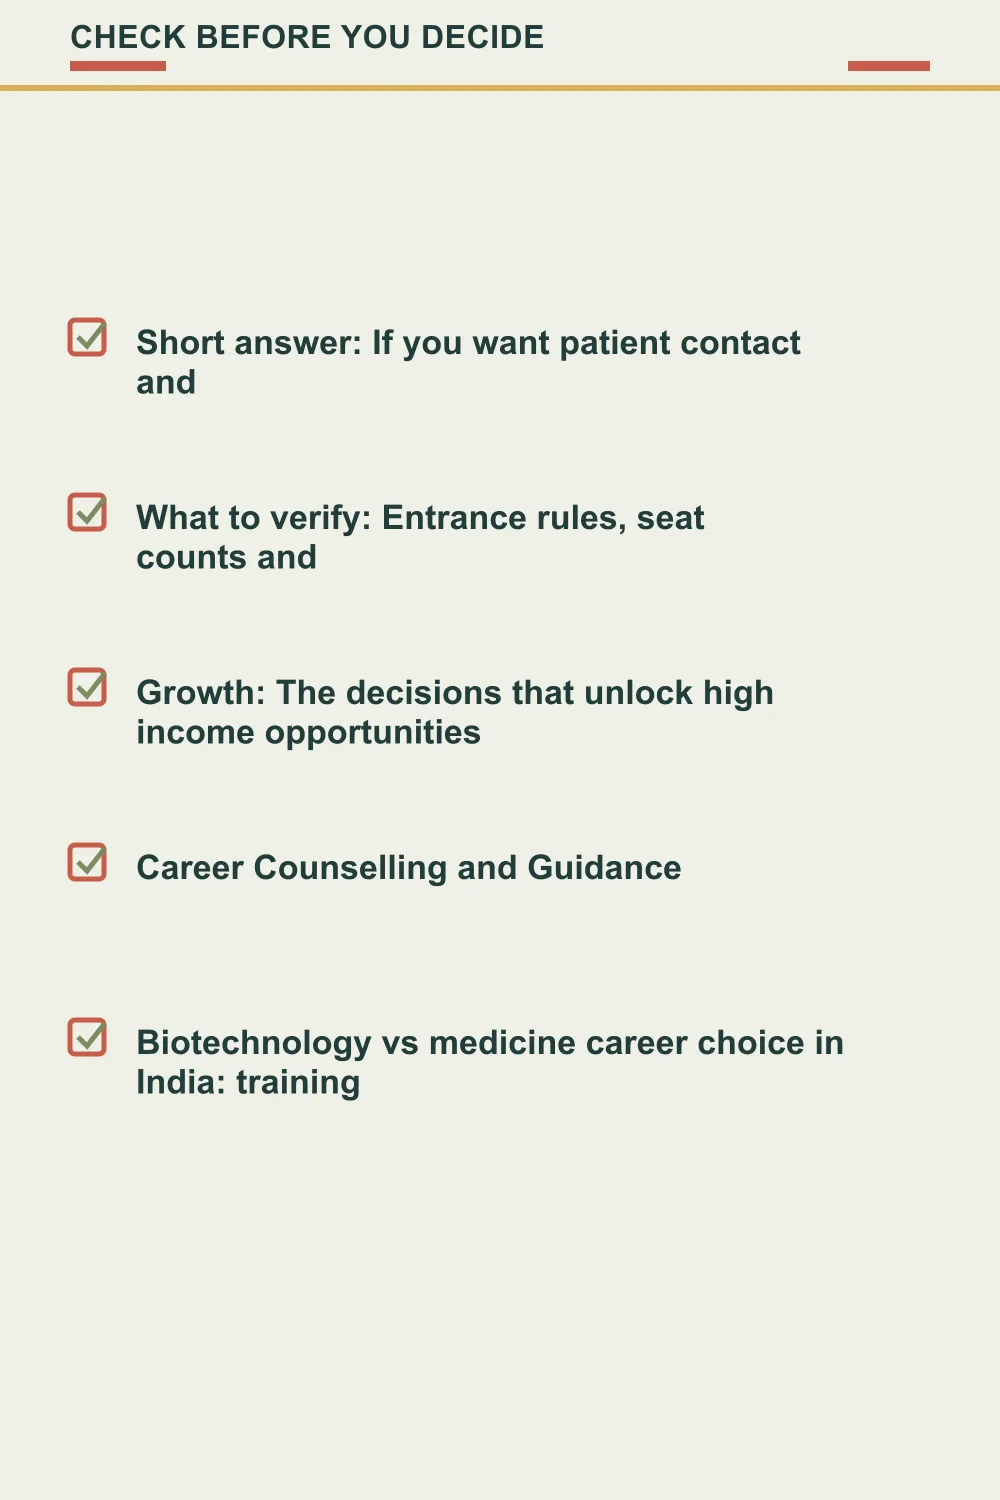 CHECK BEFORE YOU DECIDE
Short answer: If you want patient contact
and
What to verify: Entrance rules, seat
counts and
Growth: The decisions that unlock high
income opportunities
Career Counselling and Guidance
Biotechnology vs medicine career choice in
India: training